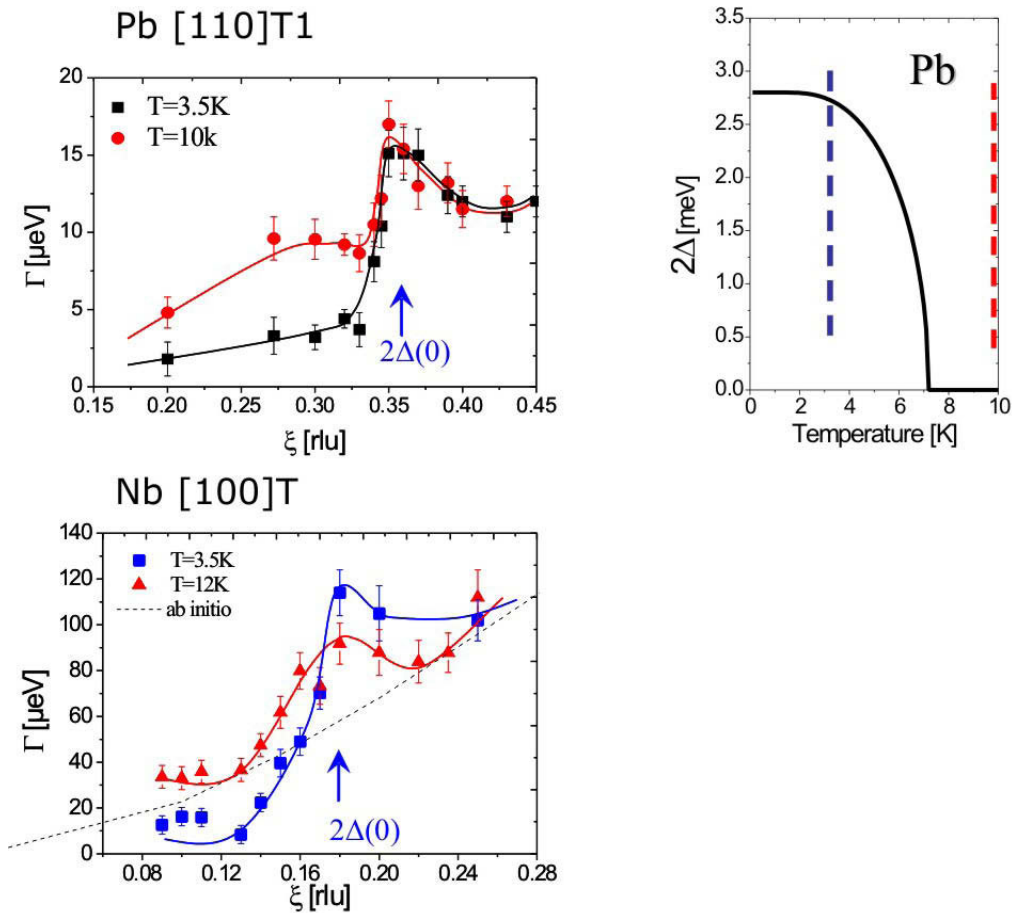 Pb [110]T1
20
15
10
5
0
Γ [µeV]
T=3.5K
T=10k
2Δ(0)
0.15 0.20 0.25 0.30 0.35 0.40 0.45
ξ [rlu]
Pb
3.5
3.0
2.5
2.0
1.5
1.0
0.5
0.0
2Δ [meV]
0 2 4 6 8 10
Temperature [K]
Nb [100]T
140
120
100
80
60
40
20
0
Γ [µeV]
T=3.5K
T=12K
ab initio
2Δ(0)
0.08 0.12 0.16 0.20 0.24 0.28
ξ [rlu]